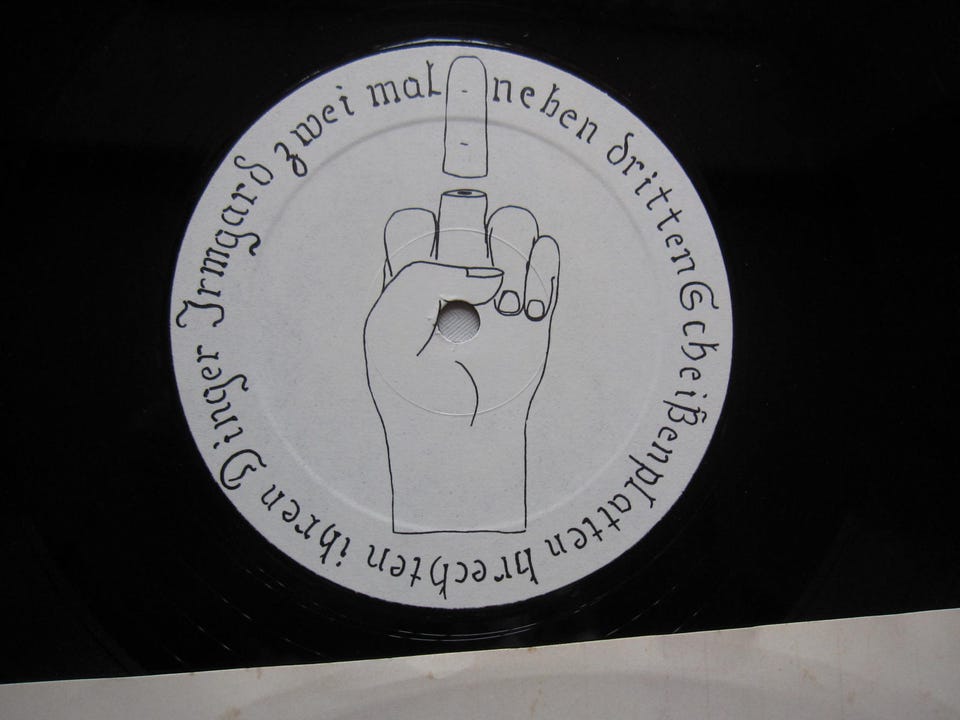 Irmgard zwei mal neben dritten Scheißenplatten brechten ihren Dinger